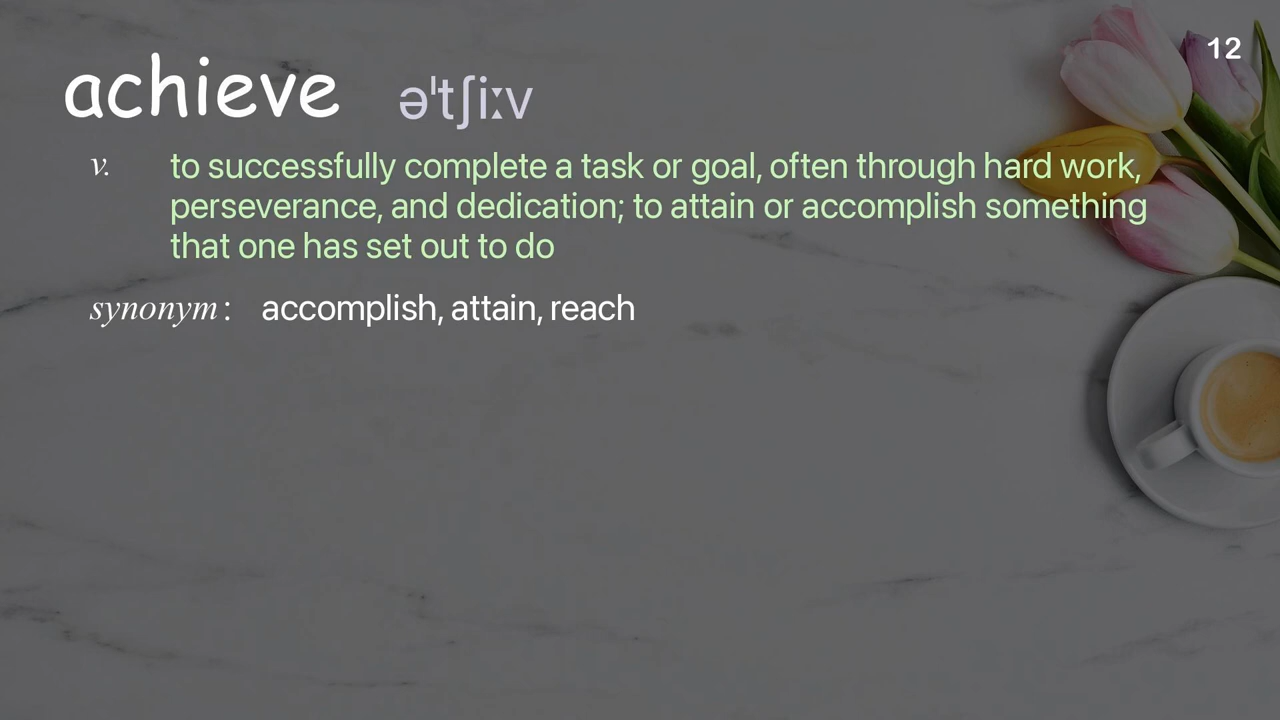 12
achieve əˈtʃiːv
v. to successfully complete a task or goal, often through hard work,
perseverance, and dedication; to attain or accomplish something
that one has set out to do
synonym: accomplish, attain, reach